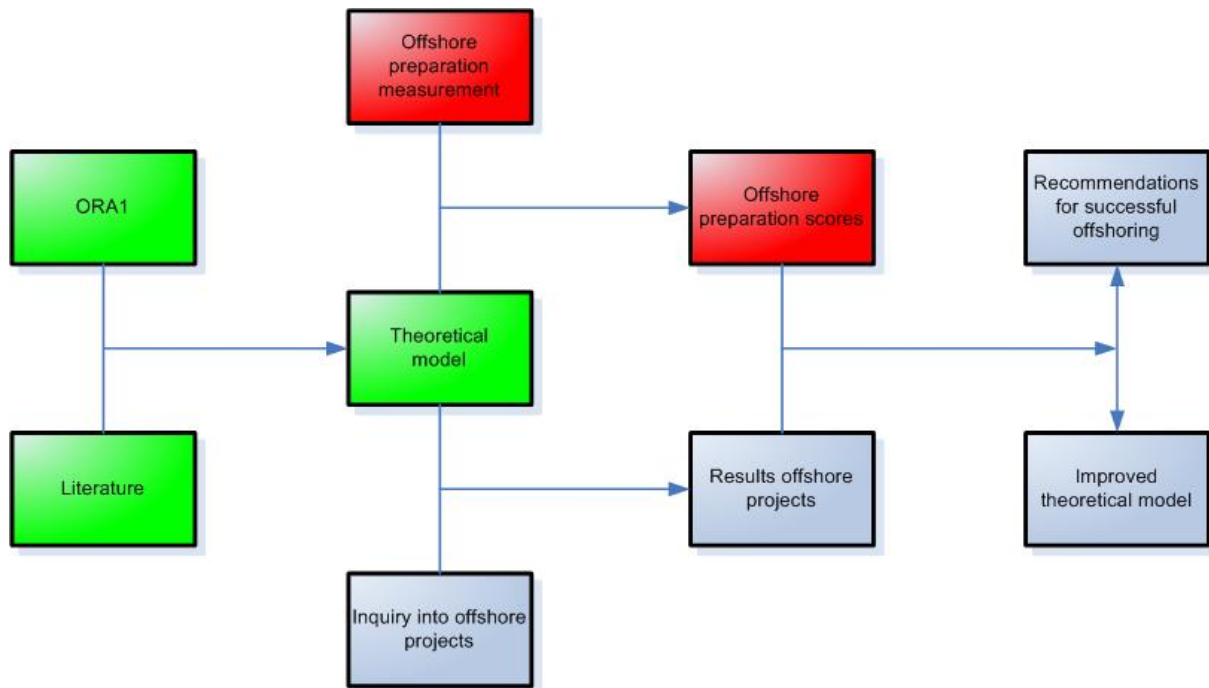 Offshore
preparation
measurement
ORA1
Offshore
preparation scores
Recommendations
for successful
offshoring
Theoretical
model
Literature
Results offshore
projects
Improved
theoretical model
Inquiry into offshore
projects